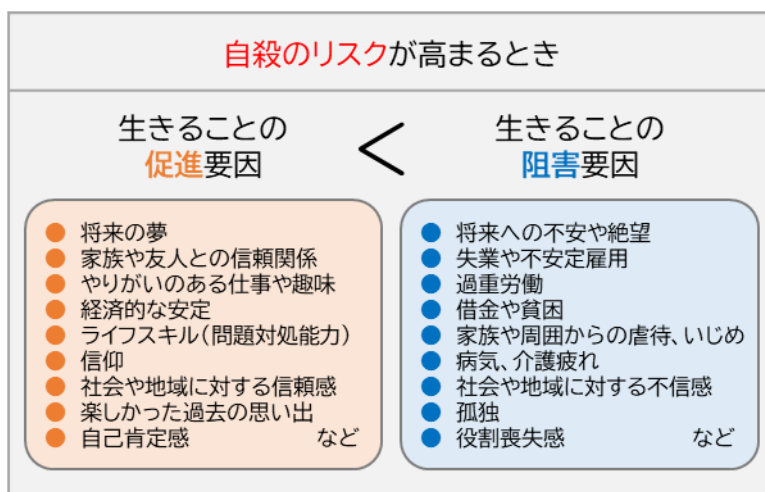 自殺のリスクが高まるとき
生きることの
促進要因
<
生きることの
阻害要因
● 将来の夢
● 家族や友人との信頼関係
● やりがいのある仕事や趣味
● 経済的な安定
● ライフスキル（問題対処能力）
● 信仰
● 社会や地域に対する信頼感
● 楽しかった過去の思い出
● 自己肯定感 など
● 将来への不安や絶望
● 失業や不安定雇用
● 過重労働
● 借金や貧困
● 家族や周囲からの虐待、いじめ
● 病気、介護疲れ
● 社会や地域に対する不信感
● 孤独
● 役割喪失感 など